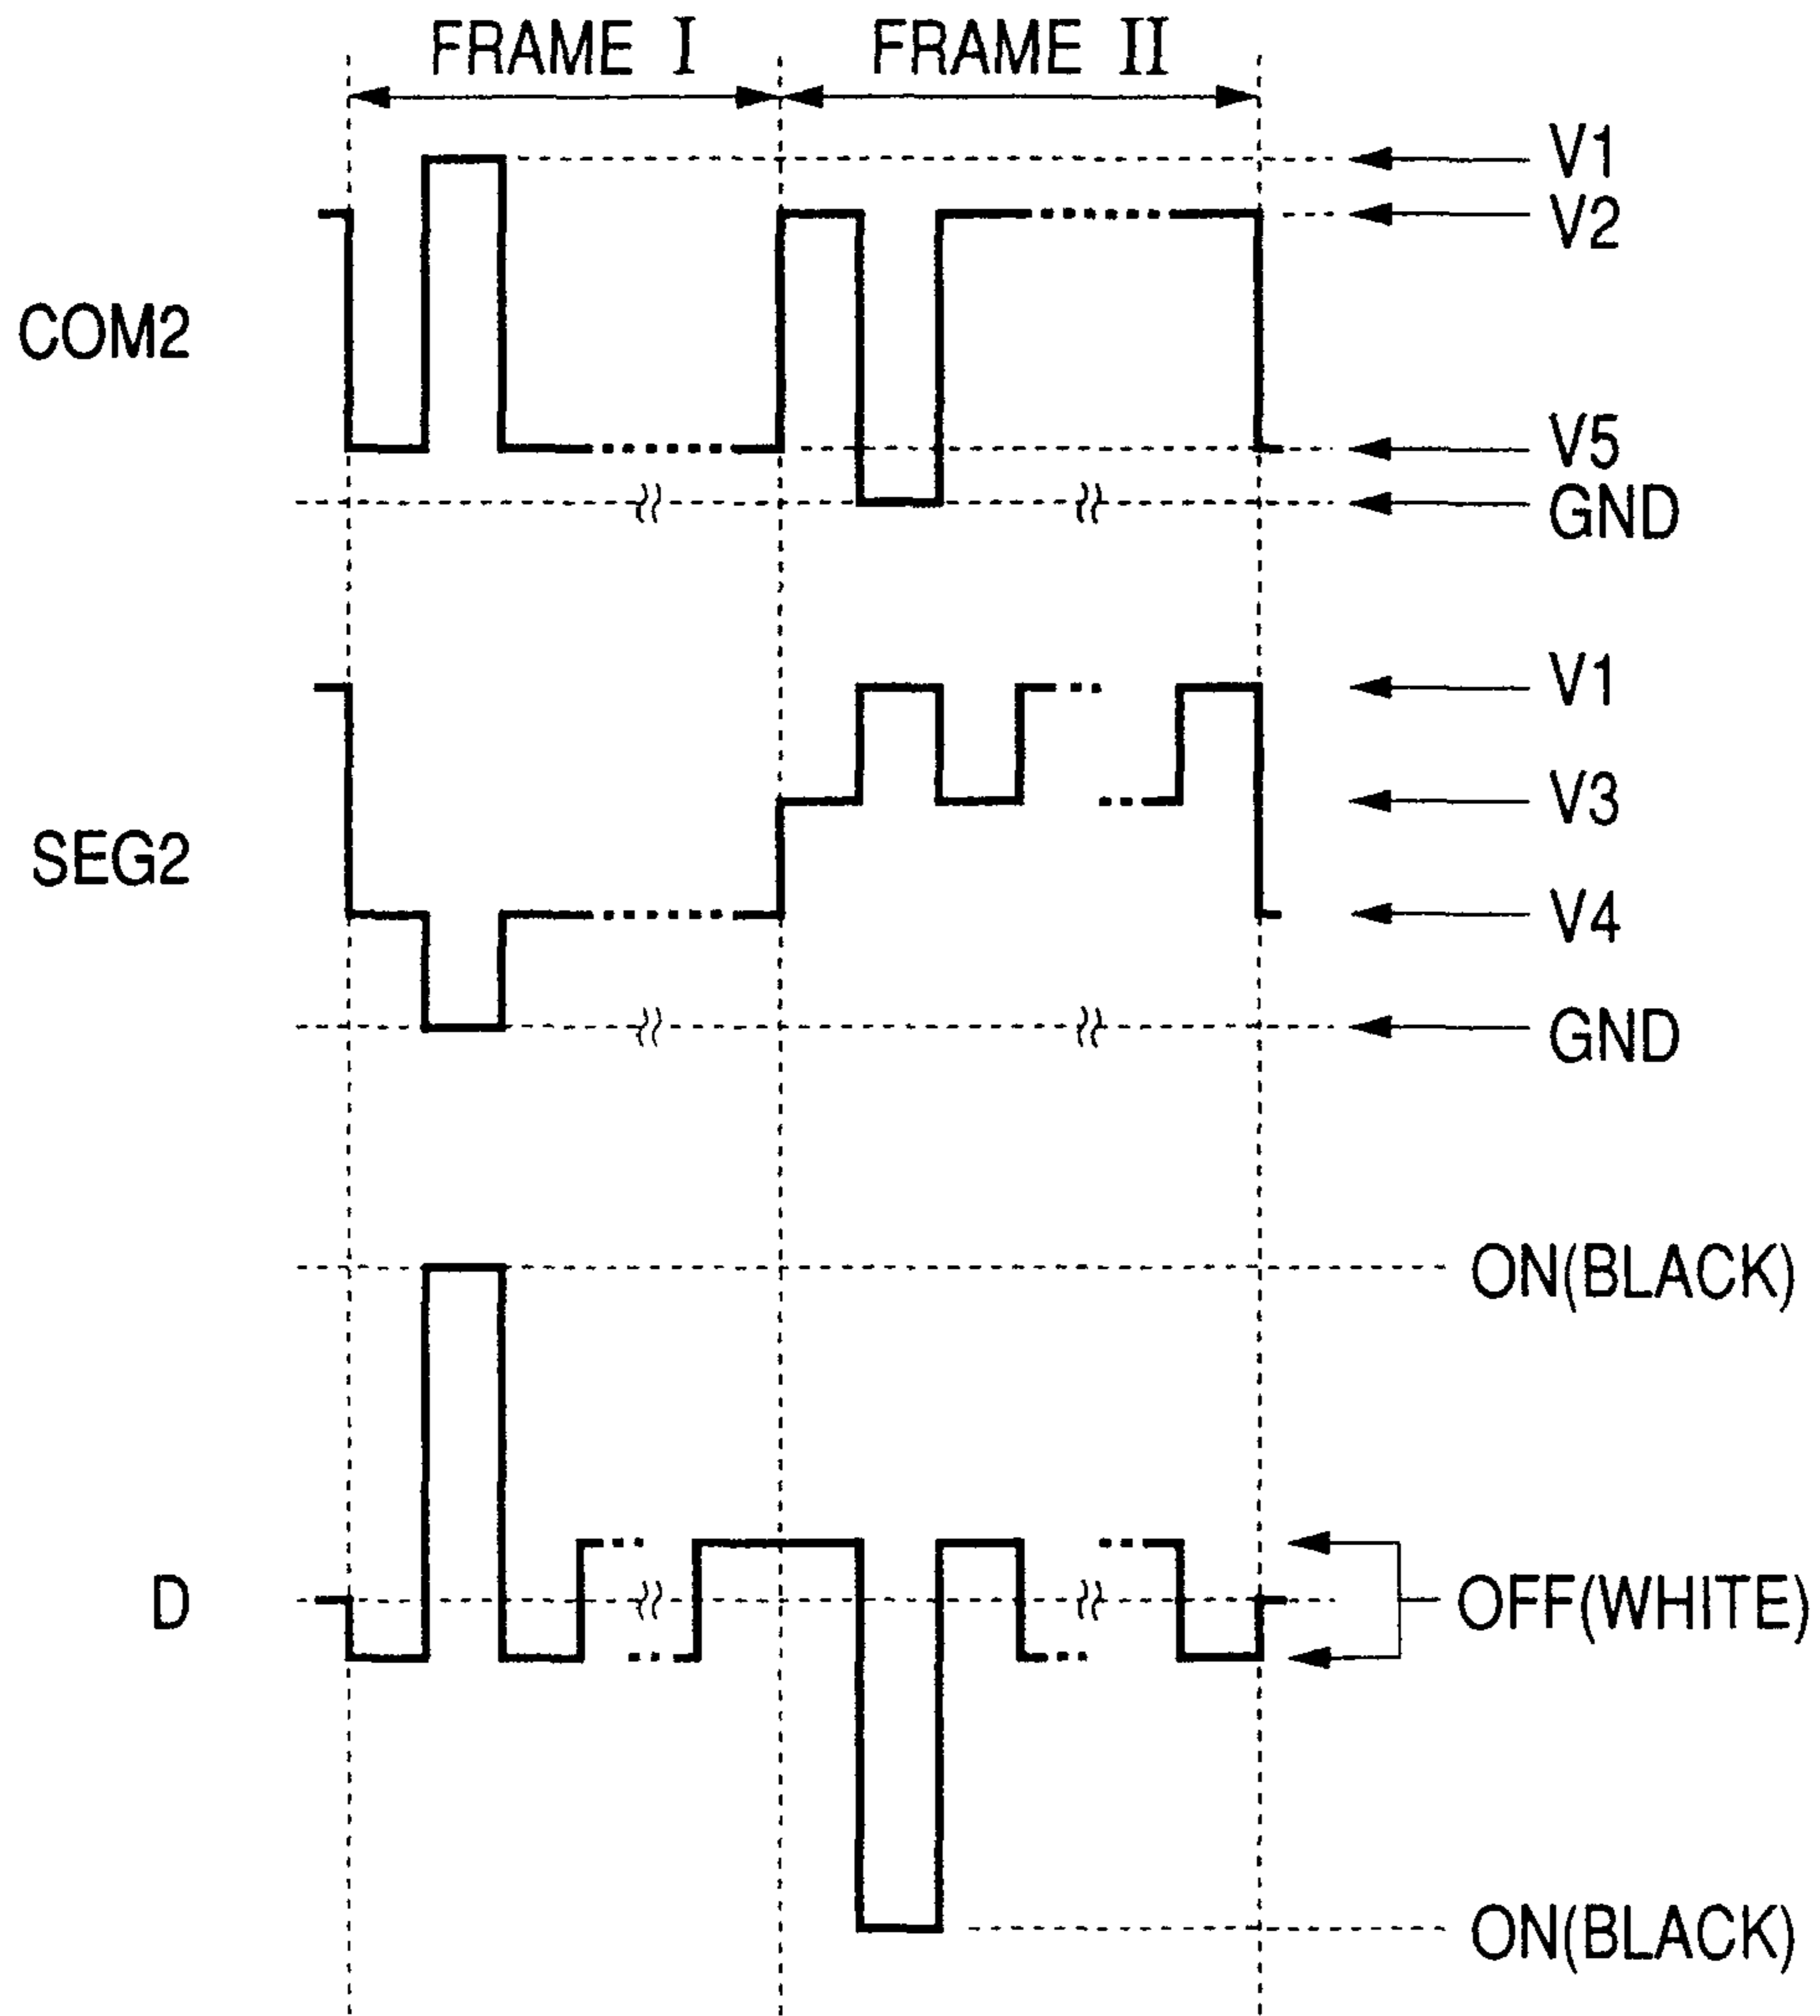 FRAME I
FRAME II
V1
V2
COM2
V5
GND
V1
V3
SEG2
V4
GND
ON(BLACK)
D
OFF(WHITE)
ON(BLACK)